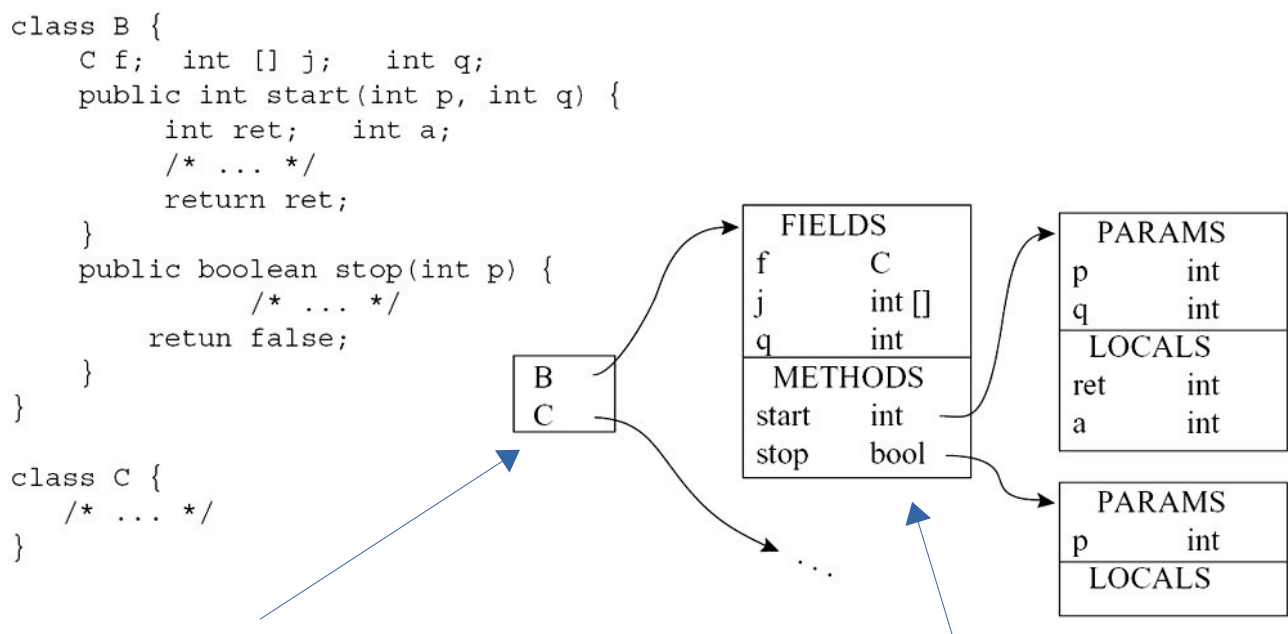 class B {
C f;  int [] j;   int q;
public int start(int p, int q) {
int ret;   int a;
/* ... */
return ret;
}
public boolean stop(int p) {
/* ... */
retun false;
}
}
class C {
/* ... */
}
B
C
FIELDS
f C
j int []
q int
METHODS
start int
stop bool
...
PARAMS
p int
q int
LOCALS
ret int
a int
PARAMS
p int
LOCALS